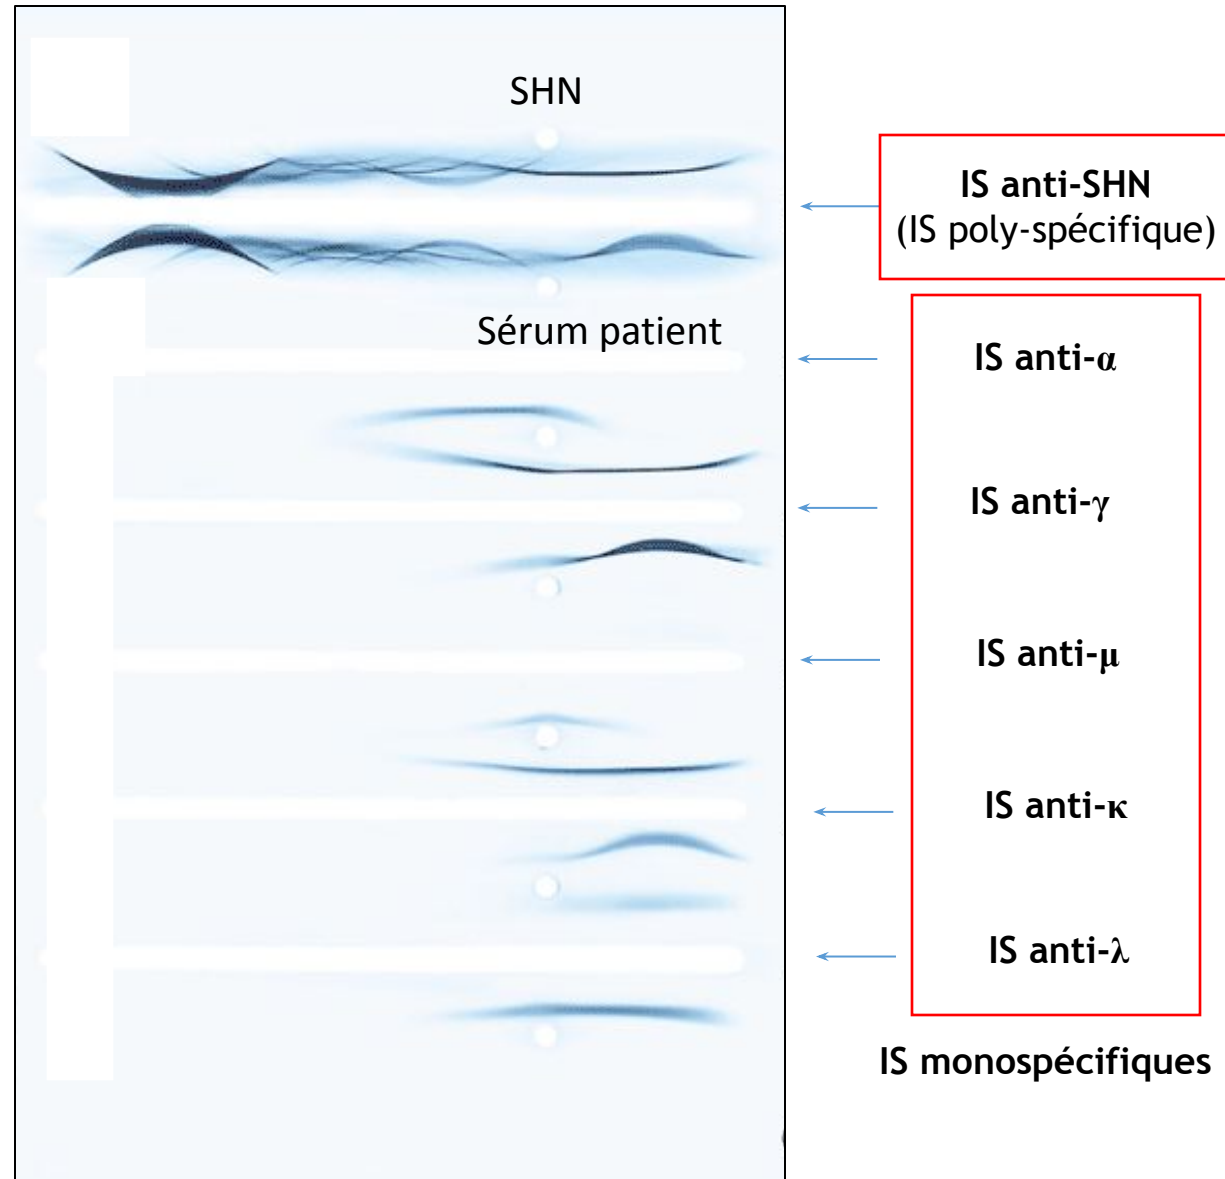 SHN
IS anti-SHN
(IS poly-spécifique)
Sérum patient
IS anti-α
IS anti-γ
IS anti-μ
IS anti-κ
IS anti-λ
IS monospécifiques